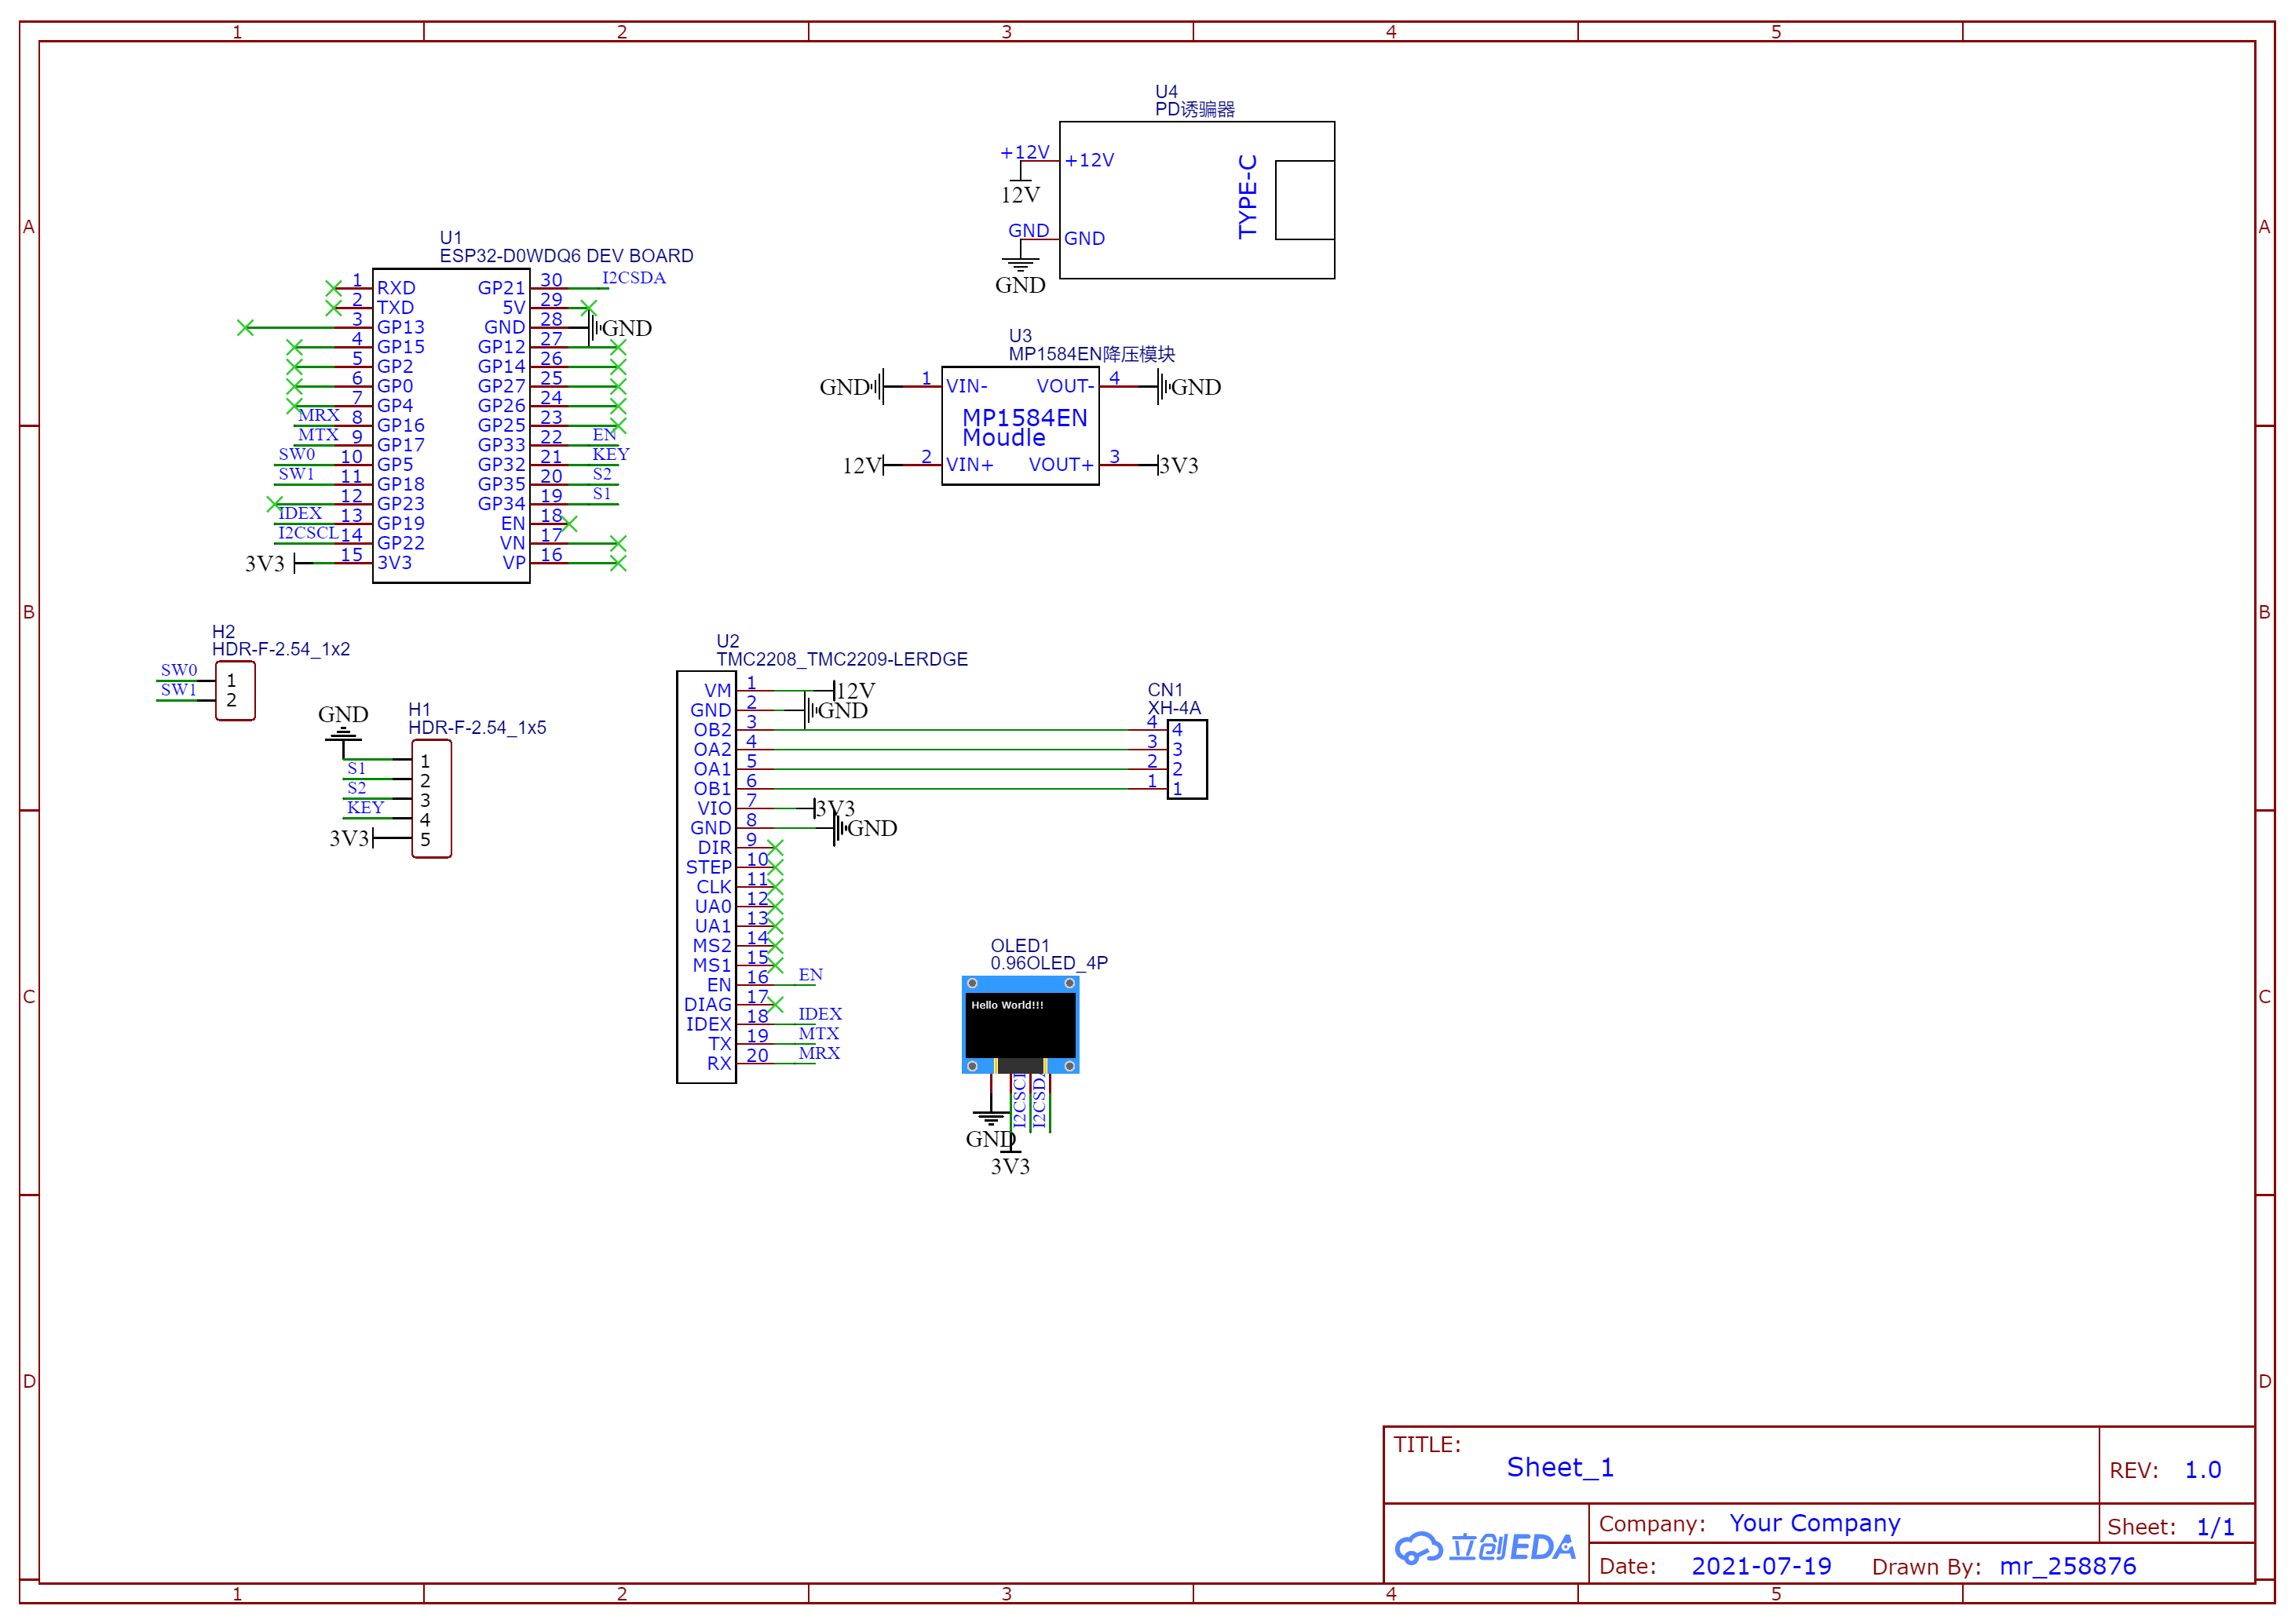 1 2 3 4 5
A A
B B
C C
D D
U4
PD诱骗器
+12V
+12V
12V
GND
GND
GND
TYPE-C
U1
ESP32-D0WDQ6 DEV BOARD
1 RXD GP21 30 I2CSDA
2 TXD 5V 29
3 GP13 GND 28 GND
4 GP15 GP12 27
5 GP2 GP14 26
6 GP0 GP27 25
7 GP4 GP26 24
MRX 8 GP16 GP25 23
MTX 9 GP17 GP33 22 EN
SW0 10 GP5 GP32 21 KEY
SW1 11 GP18 GP35 20 S2
12 GP23 GP34 19 S1
IDEX 13 GP19 EN 18
I2CSCL 14 GP22 VN 17
3V3 15 3V3 VP 16
U3
MP1584EN降压模块
GND 1 VIN- VOUT- 4 GND
MP1584EN
Moudle
12V 2 VIN+ VOUT+ 3 3V3
H2
HDR-F-2.54_1x2
SW0 1
SW1 2
H1
HDR-F-2.54_1x5
GND
1
S1 2
S2 3
KEY 4
3V3 5
U2
TMC2208_TMC2209-LERDGE
VM 1 12V
GND 2 GND
OB2 3
OA2 4
OA1 5
OB1 6
VIO 7 3V3
GND 8 GND
DIR 9
STEP 10
CLK 11
UA0 12
UA1 13
MS2 14
MS1 15
EN 16 EN
DIAG 17
IDEX 18 IDEX
TX 19 MTX
RX 20 MRX
CN1
XH-4A
4 4
3 3
2 2
1 1
OLED1
0.96OLED_4P
Hello World!!!
I2CSCL
I2CSDA
GND
3V3
TITLE:
Sheet_1
REV: 1.0
立创EDA
Company: Your Company
Sheet: 1/1
Date: 2021-07-19
Drawn By: mr_258876
1 2 3 4 5